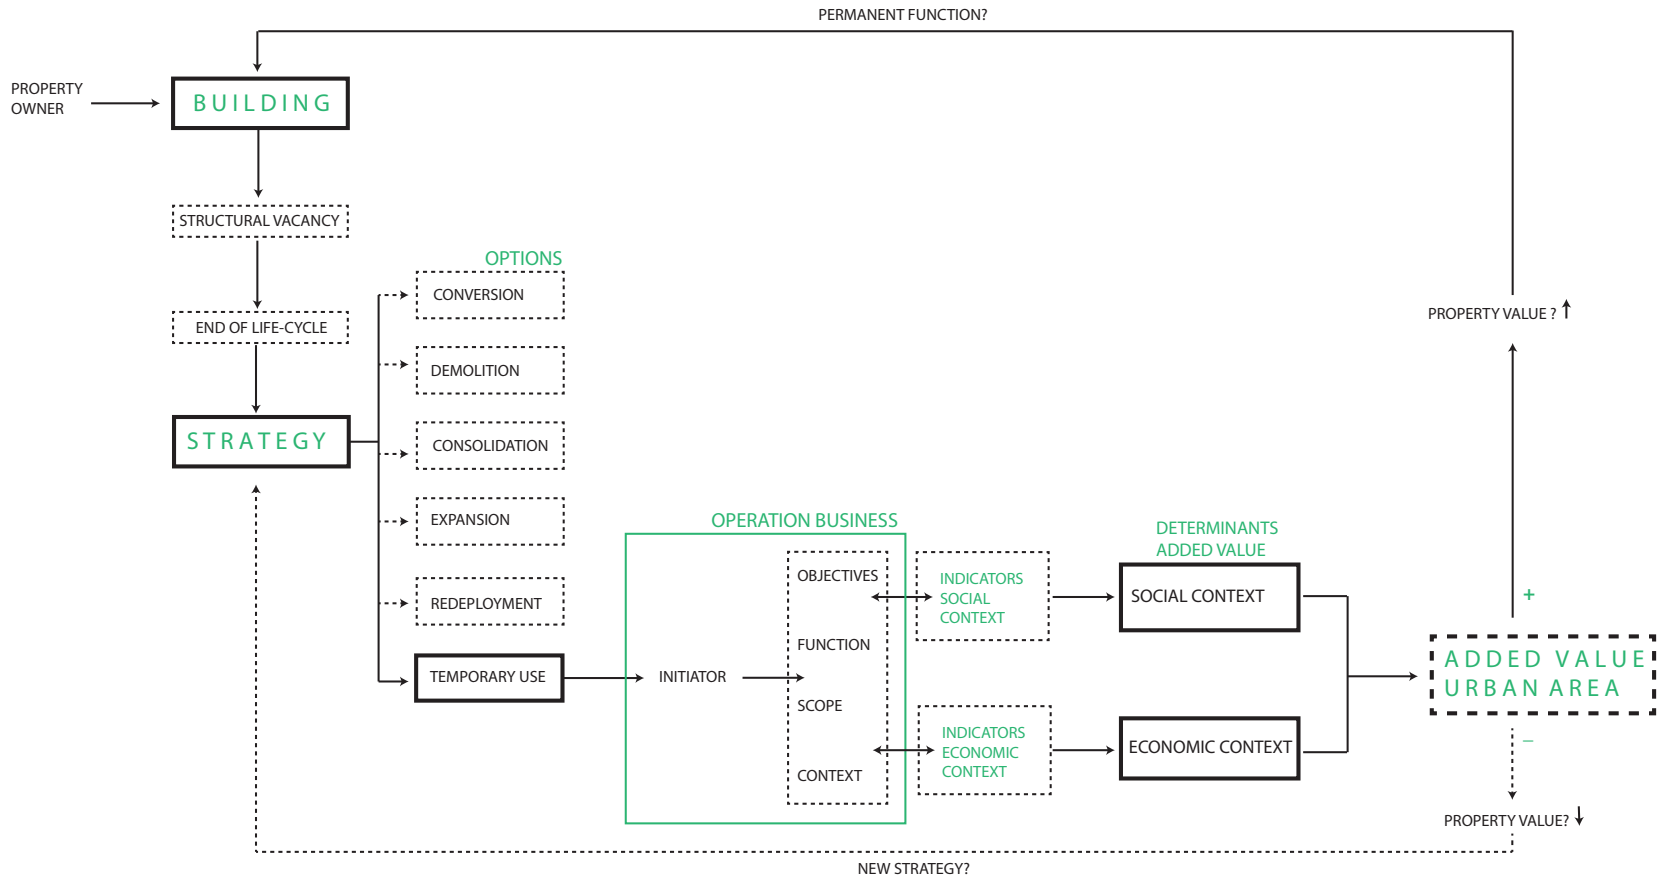 PERMANENT FUNCTION?
PROPERTY
OWNER
BUILDING
STRUCTURAL VACANCY
END OF LIFE-CYCLE
STRATEGY
OPTIONS
CONVERSION
DEMOLITION
CONSOLIDATION
EXPANSION
REDEPLOYMENT
TEMPORARY USE
OPERATION BUSINESS
INITIATOR
OBJECTIVES
FUNCTION
SCOPE
CONTEXT
INDICATORS
SOCIAL
CONTEXT
INDICATORS
ECONOMIC
CONTEXT
DETERMINANTS
ADDED VALUE
SOCIAL CONTEXT
ECONOMIC CONTEXT
PROPERTY VALUE ?
+
ADDED VALUE
URBAN AREA
–
PROPERTY VALUE?
NEW STRATEGY?